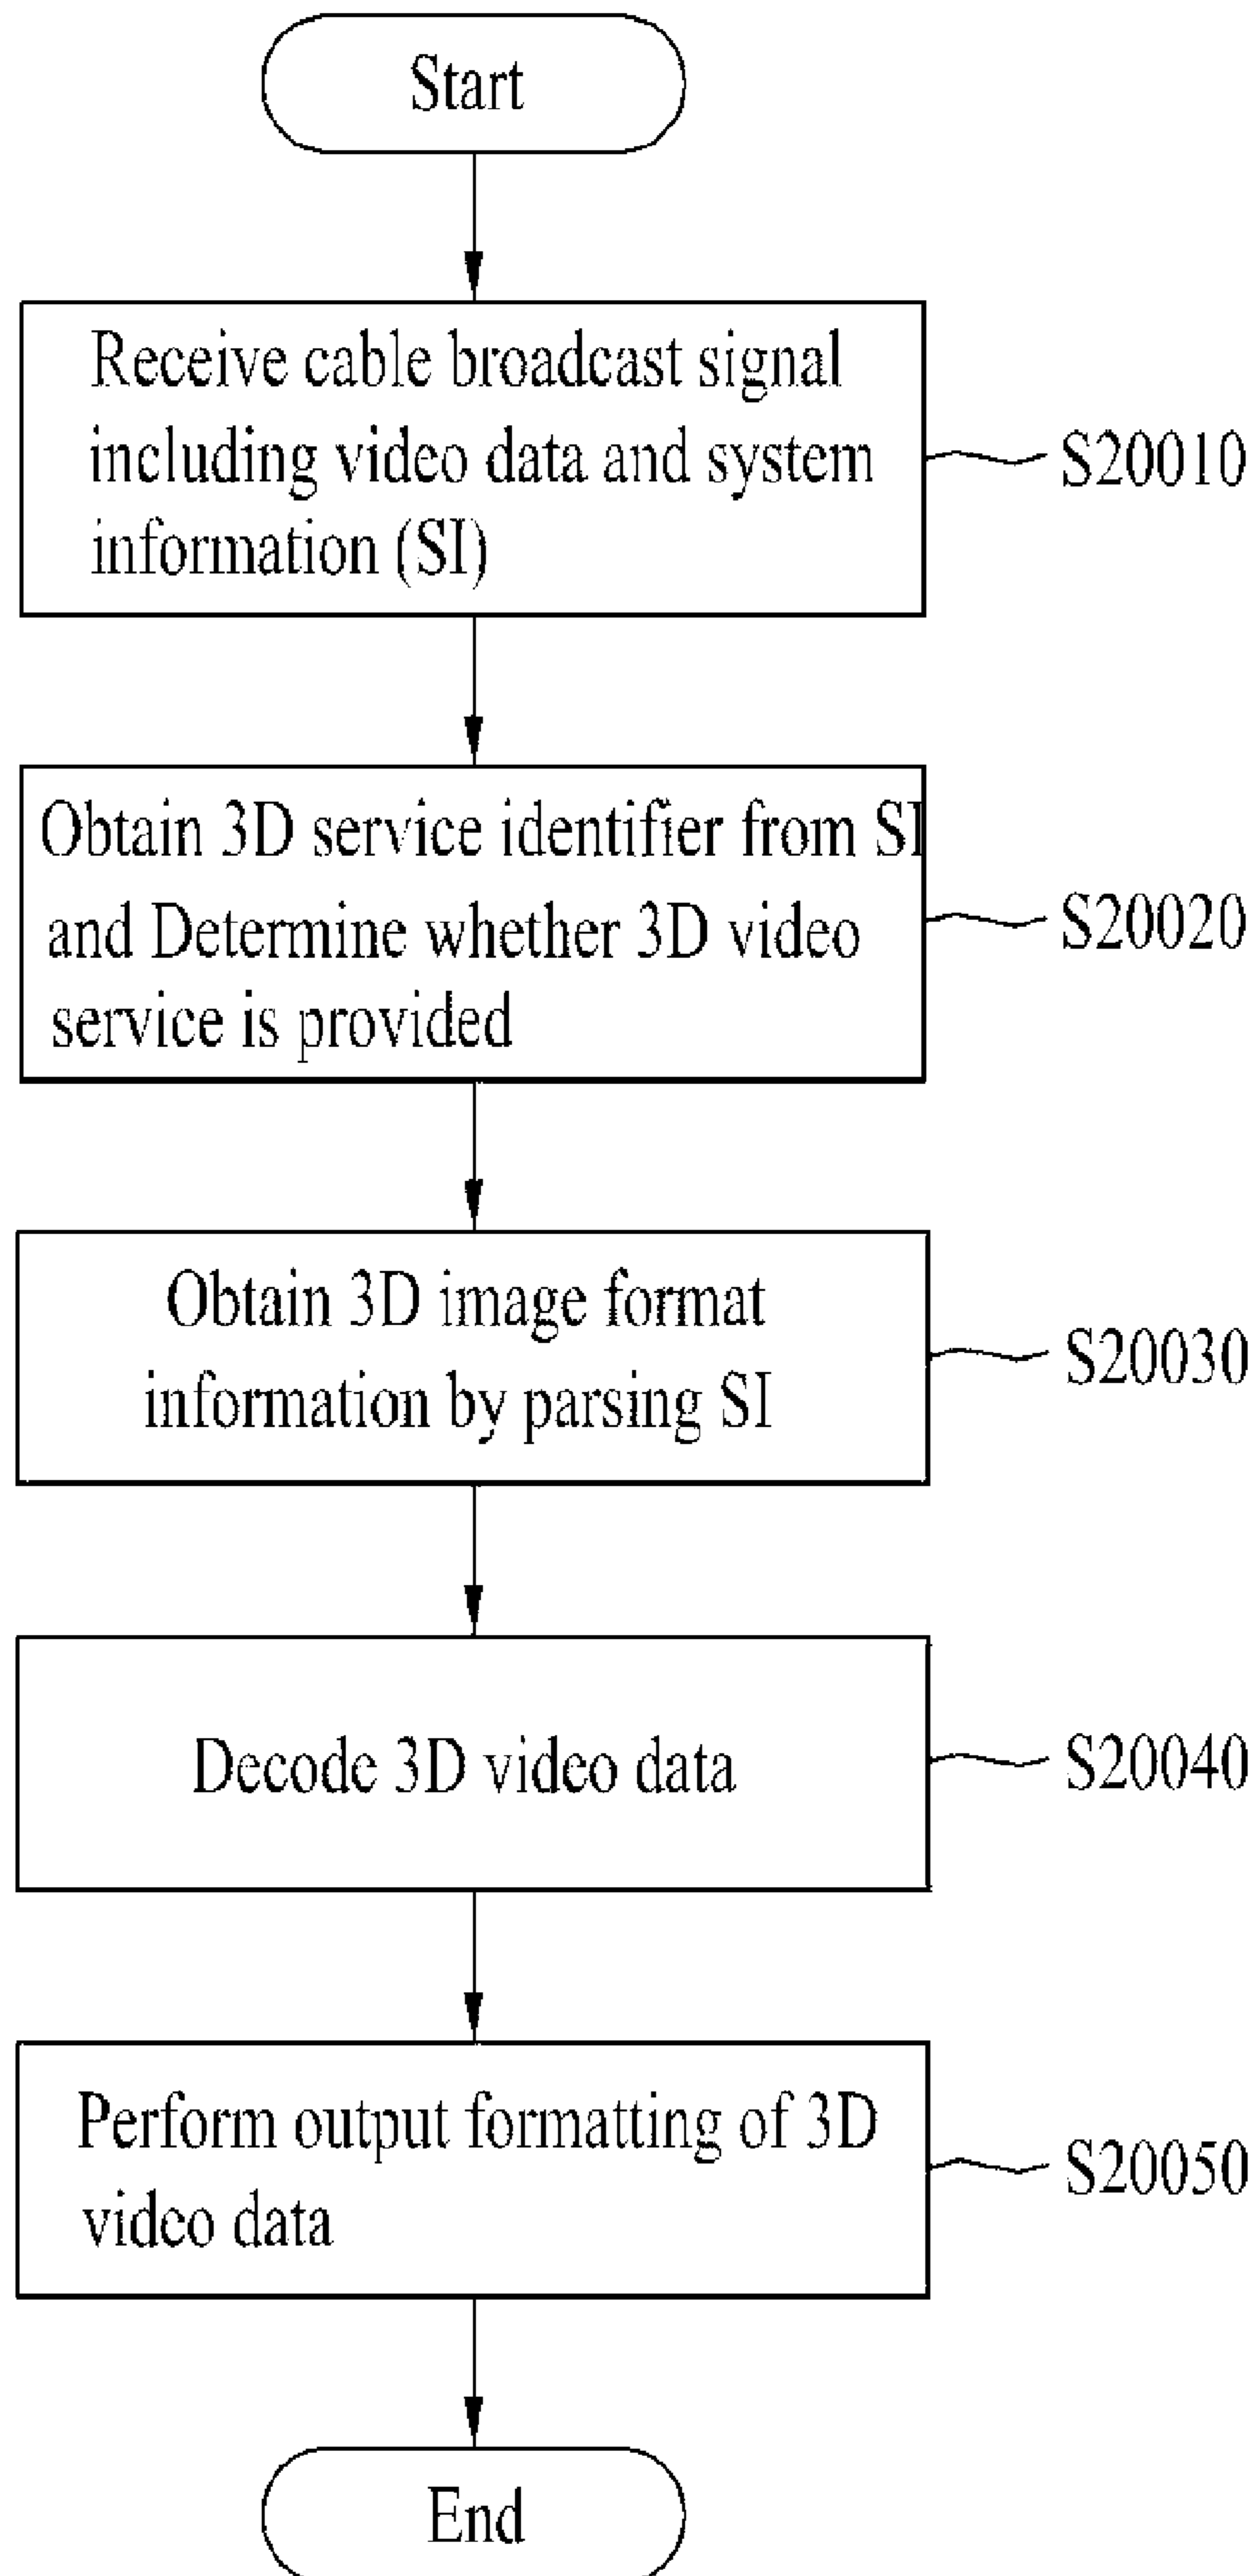 Start
Receive cable broadcast signal
including video data and system
information (SI)
S20010
Obtain 3D service identifier from SI
and Determine whether 3D video
service is provided
S20020
Obtain 3D image format
information by parsing SI
S20030
Decode 3D video data
S20040
Perform output formatting of 3D
video data
S20050
End